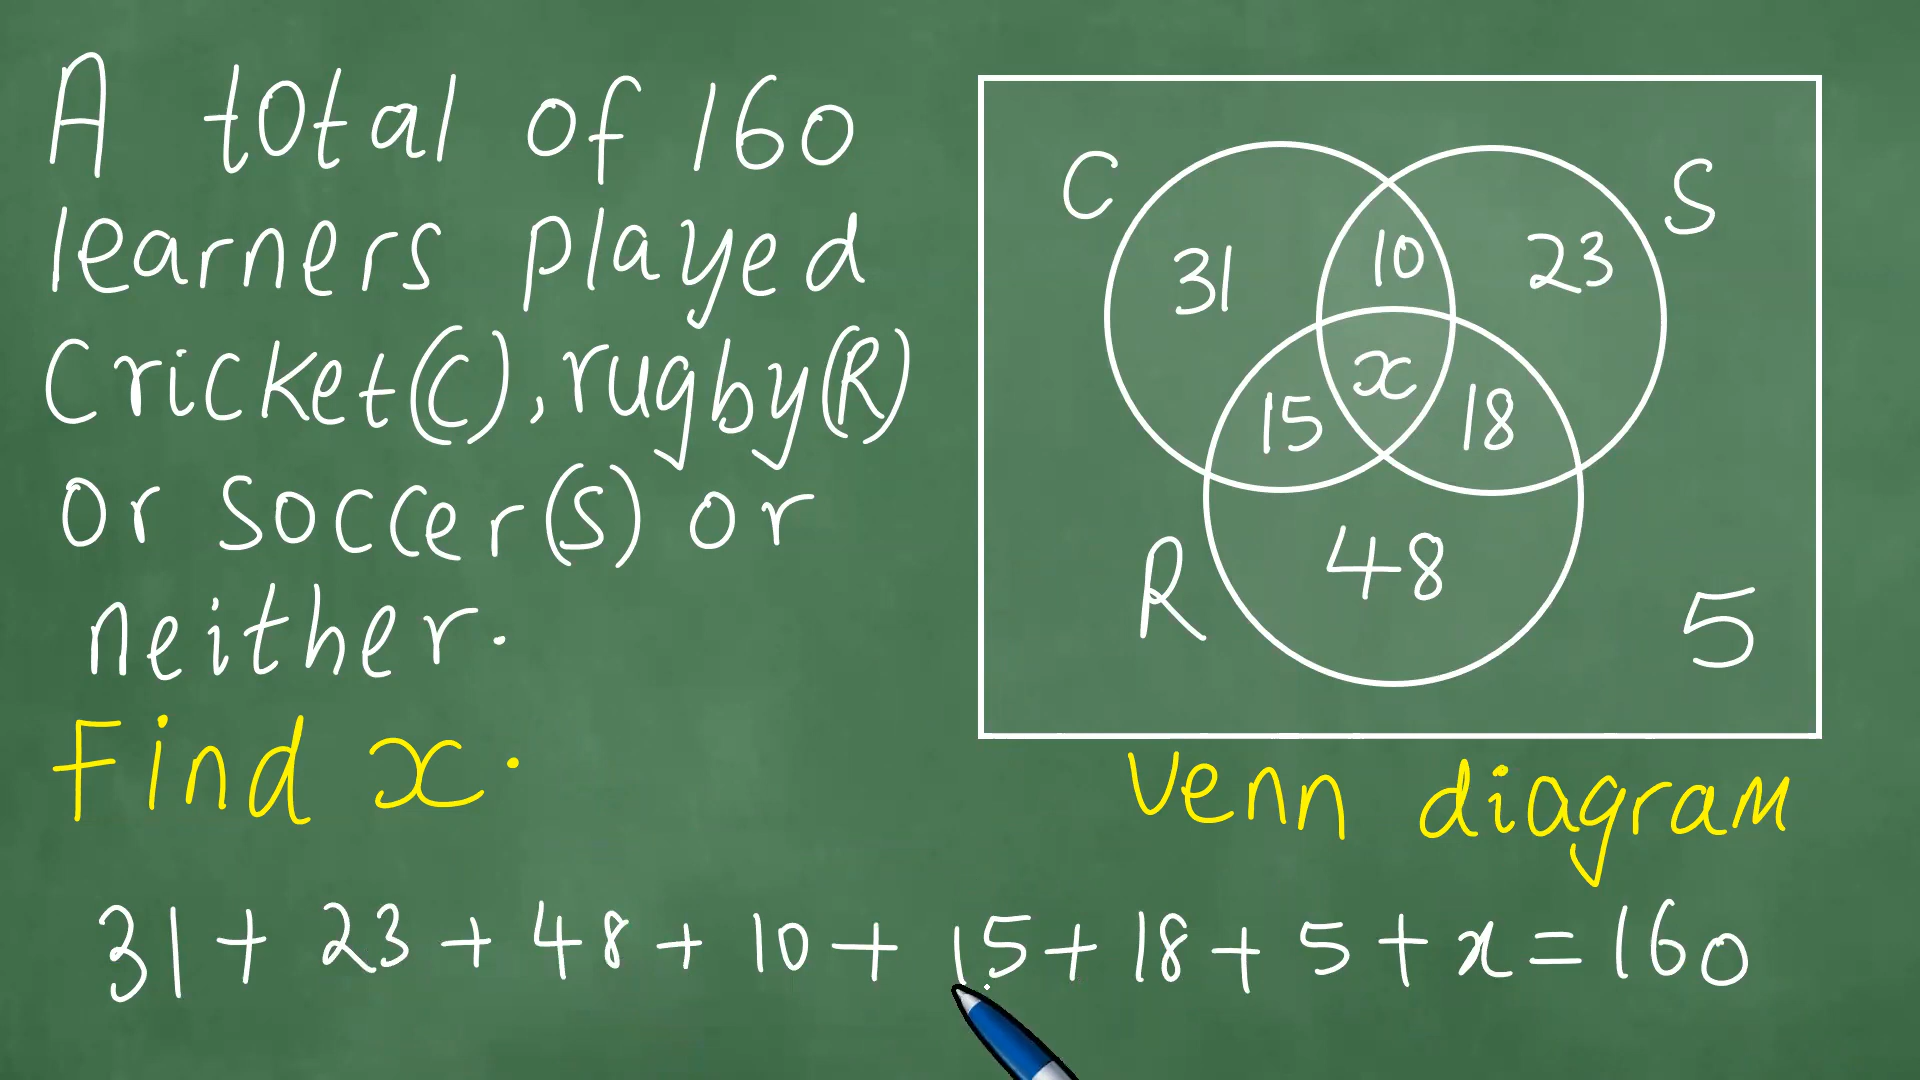 A total of 160
learners played
Cricket(C), rugby(R)
or soccer(S) or
neither.
Find x.
C
S
31
10
23
x
15
18
R
48
5
Venn diagram
31 + 23 + 48 + 10 + 15 + 18 + 5 + x = 160